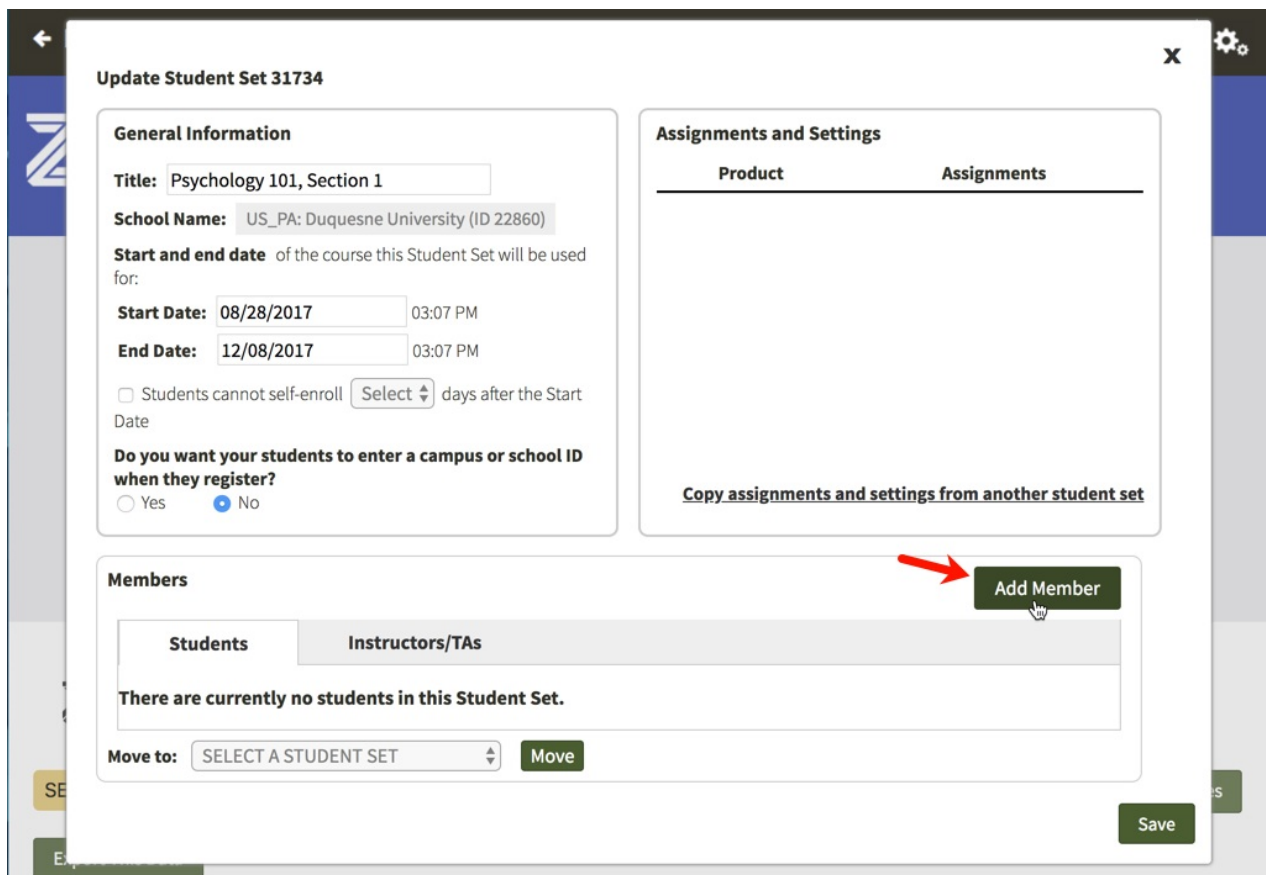 X
Update Student Set 31734
General Information
Title: Psychology 101, Section 1
School Name: US_PA: Duquesne University (ID 22860)
Start and end date of the course this Student Set will be used
for:
Start Date: 08/28/2017 03:07 PM
End Date: 12/08/2017 03:07 PM
Students cannot self-enroll Select days after the Start
Date
Do you want your students to enter a campus or school ID
when they register?
Yes No
Assignments and Settings
Product Assignments
Copy assignments and settings from another student set
Members
Add Member
Students Instructors/TAs
There are currently no students in this Student Set.
Move to: SELECT A STUDENT SET Move
SE
Save